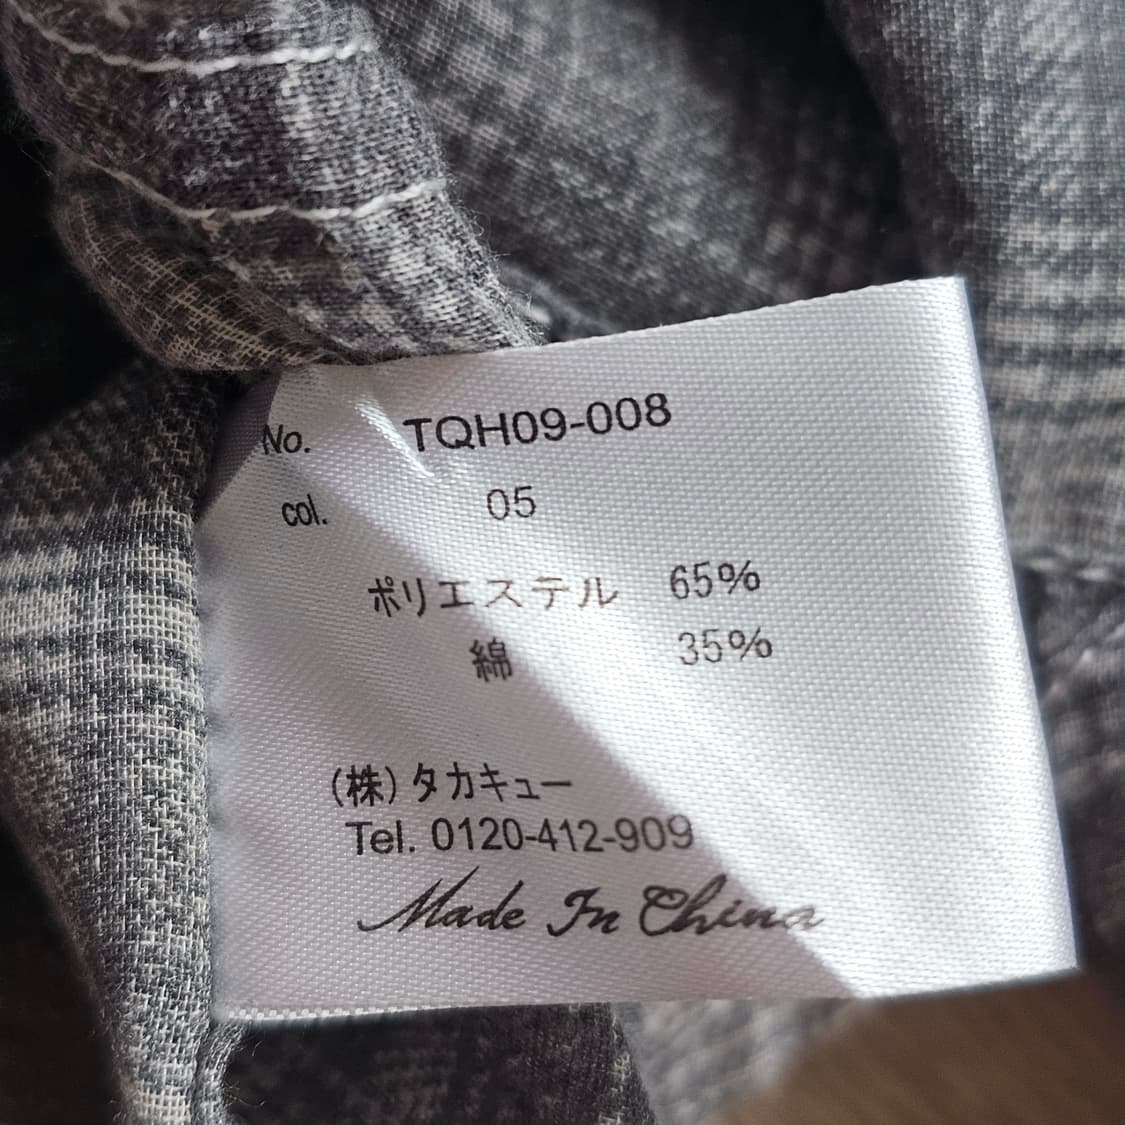 No. TQH09-008
col. 05
ポリエステル 65%
綿 35%
(株)タカキュー
Tel. 0120-412-909
Made In China